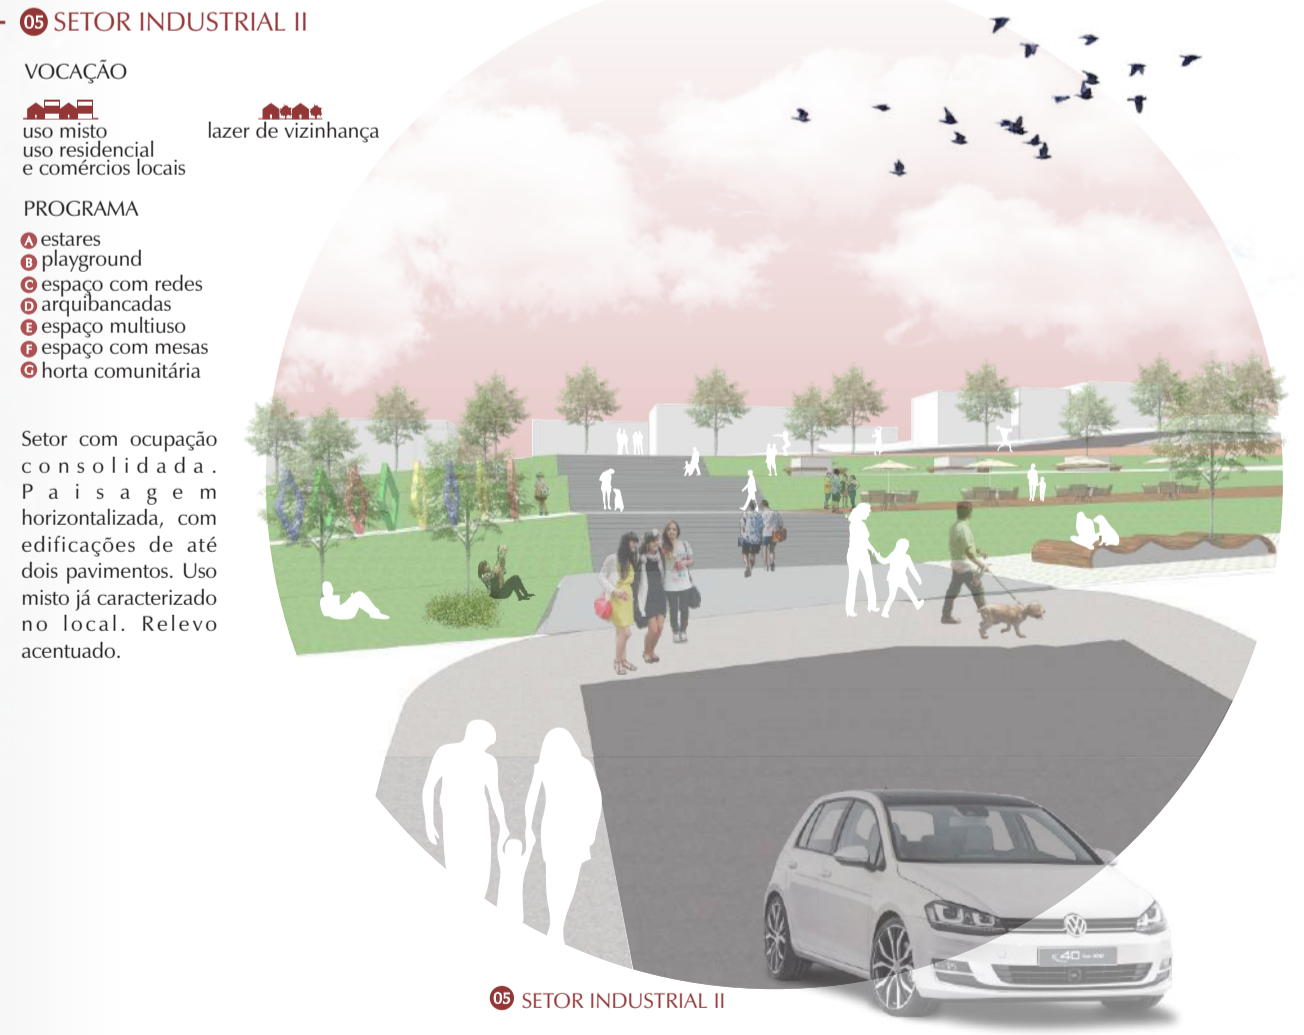 05 SETOR INDUSTRIAL II
VOCAÇÃO
uso misto
uso residencial
e comércios locais
lazer de vizinhança
PROGRAMA
A estares
B playground
C espaço com redes
D arquibancadas
E espaço multiuso
F espaço com mesas
G horta comunitária
Setor com ocupação
consolidada.
Paisagem
horizontalizada, com
edificações de até
dois pavimentos. Uso
misto já caracterizado
no local. Relevo
acentuado.
05 SETOR INDUSTRIAL II